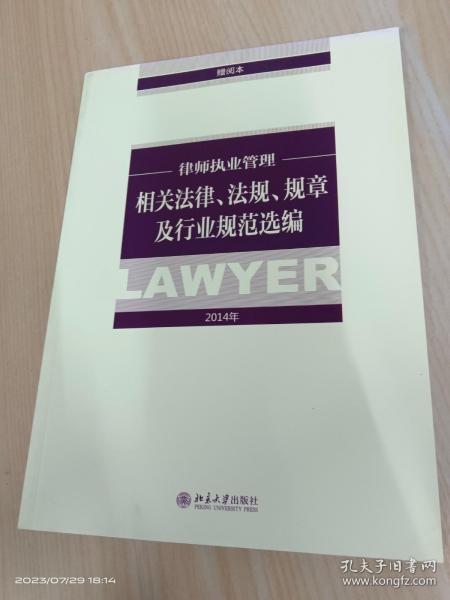 赠阅本
律师执业管理
相关法律、法规、规章
及行业规范选编
LAWYER
2014年
北京大学出版社
PEKING UNIVERSITY PRESS
2023/07/29 18:14
孔夫子旧书网
www.kongfz.com